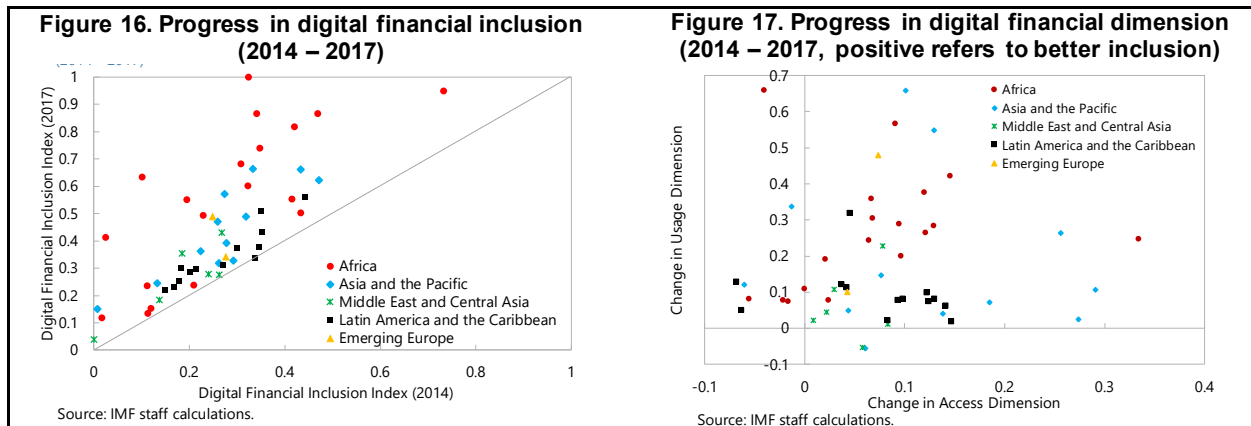 Figure 16. Progress in digital financial inclusion
(2014 – 2017)
1
0.9
0.8
0.7
0.6
0.5
0.4
0.3
0.2
0.1
0
Digital Financial Inclusion Index (2017)
Africa
Asia and the Pacific
Middle East and Central Asia
Latin America and the Caribbean
Emerging Europe
0 0.2 0.4 0.6 0.8 1
Digital Financial Inclusion Index (2014)
Source: IMF staff calculations.
Figure 17. Progress in digital financial dimension
(2014 – 2017, positive refers to better inclusion)
0.7
0.6
0.5
0.4
0.3
0.2
0.1
0
-0.1
Change in Usage Dimension
Africa
Asia and the Pacific
Middle East and Central Asia
Latin America and the Caribbean
Emerging Europe
-0.1 0 0.1 0.2 0.3 0.4
Change in Access Dimension
Source: IMF staff calculations.